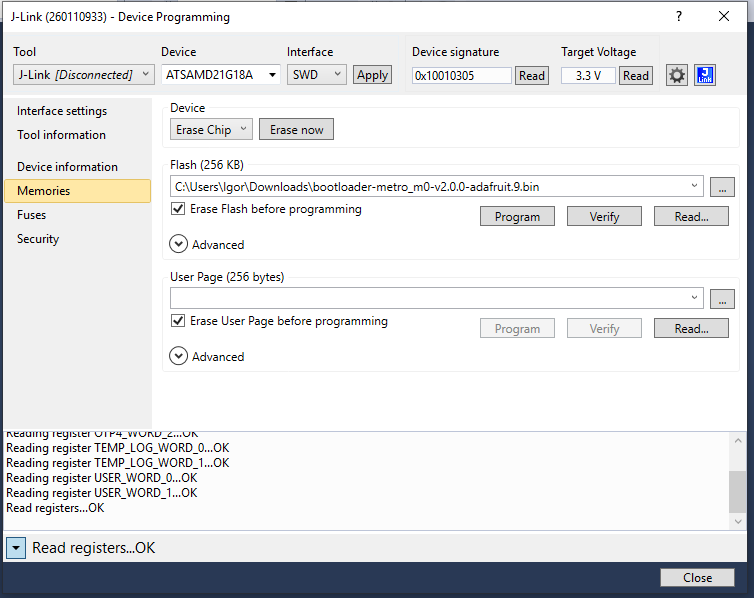 J-Link (260110933) - Device Programming
?
Tool
Device
Interface
Device signature
Target Voltage
J-Link [Disconnected]
ATSAMD21G18A
SWD
Apply
0x10010305
Read
3.3 V
Read
J
LINK
Interface settings
Tool information
Device information
Memories
Fuses
Security
Device
Erase Chip
Erase now
Flash (256 KB)
C:\Users\Igor\Downloads\bootloader-metro_m0-v2.0.0-adafruit.9.bin
...
Erase Flash before programming
Program
Verify
Read...
Advanced
User Page (256 bytes)
...
Erase User Page before programming
Program
Verify
Read...
Advanced
Reading register OTP4_WORD_2...OK
Reading register TEMP_LOG_WORD_0...OK
Reading register TEMP_LOG_WORD_1...OK
Reading register USER_WORD_0...OK
Reading register USER_WORD_1...OK
Read registers...OK
Read registers...OK
Close